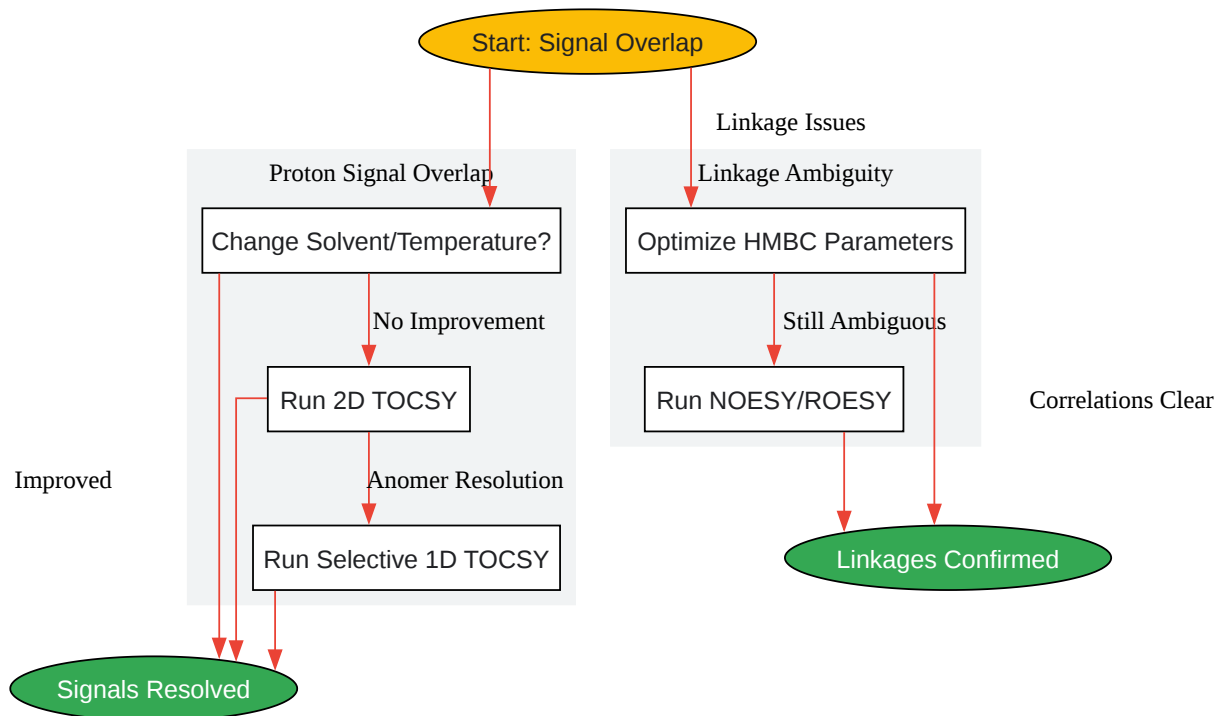 Start: Signal Overlap
Linkage Issues
Proton Signal Overlap
Linkage Ambiguity
Change Solvent/Temperature?
Optimize HMBC Parameters
No Improvement
Still Ambiguous
Run 2D TOCSY
Run NOESY/ROESY
Correlations Clear
Improved
Anomer Resolution
Run Selective 1D TOCSY
Linkages Confirmed
Signals Resolved